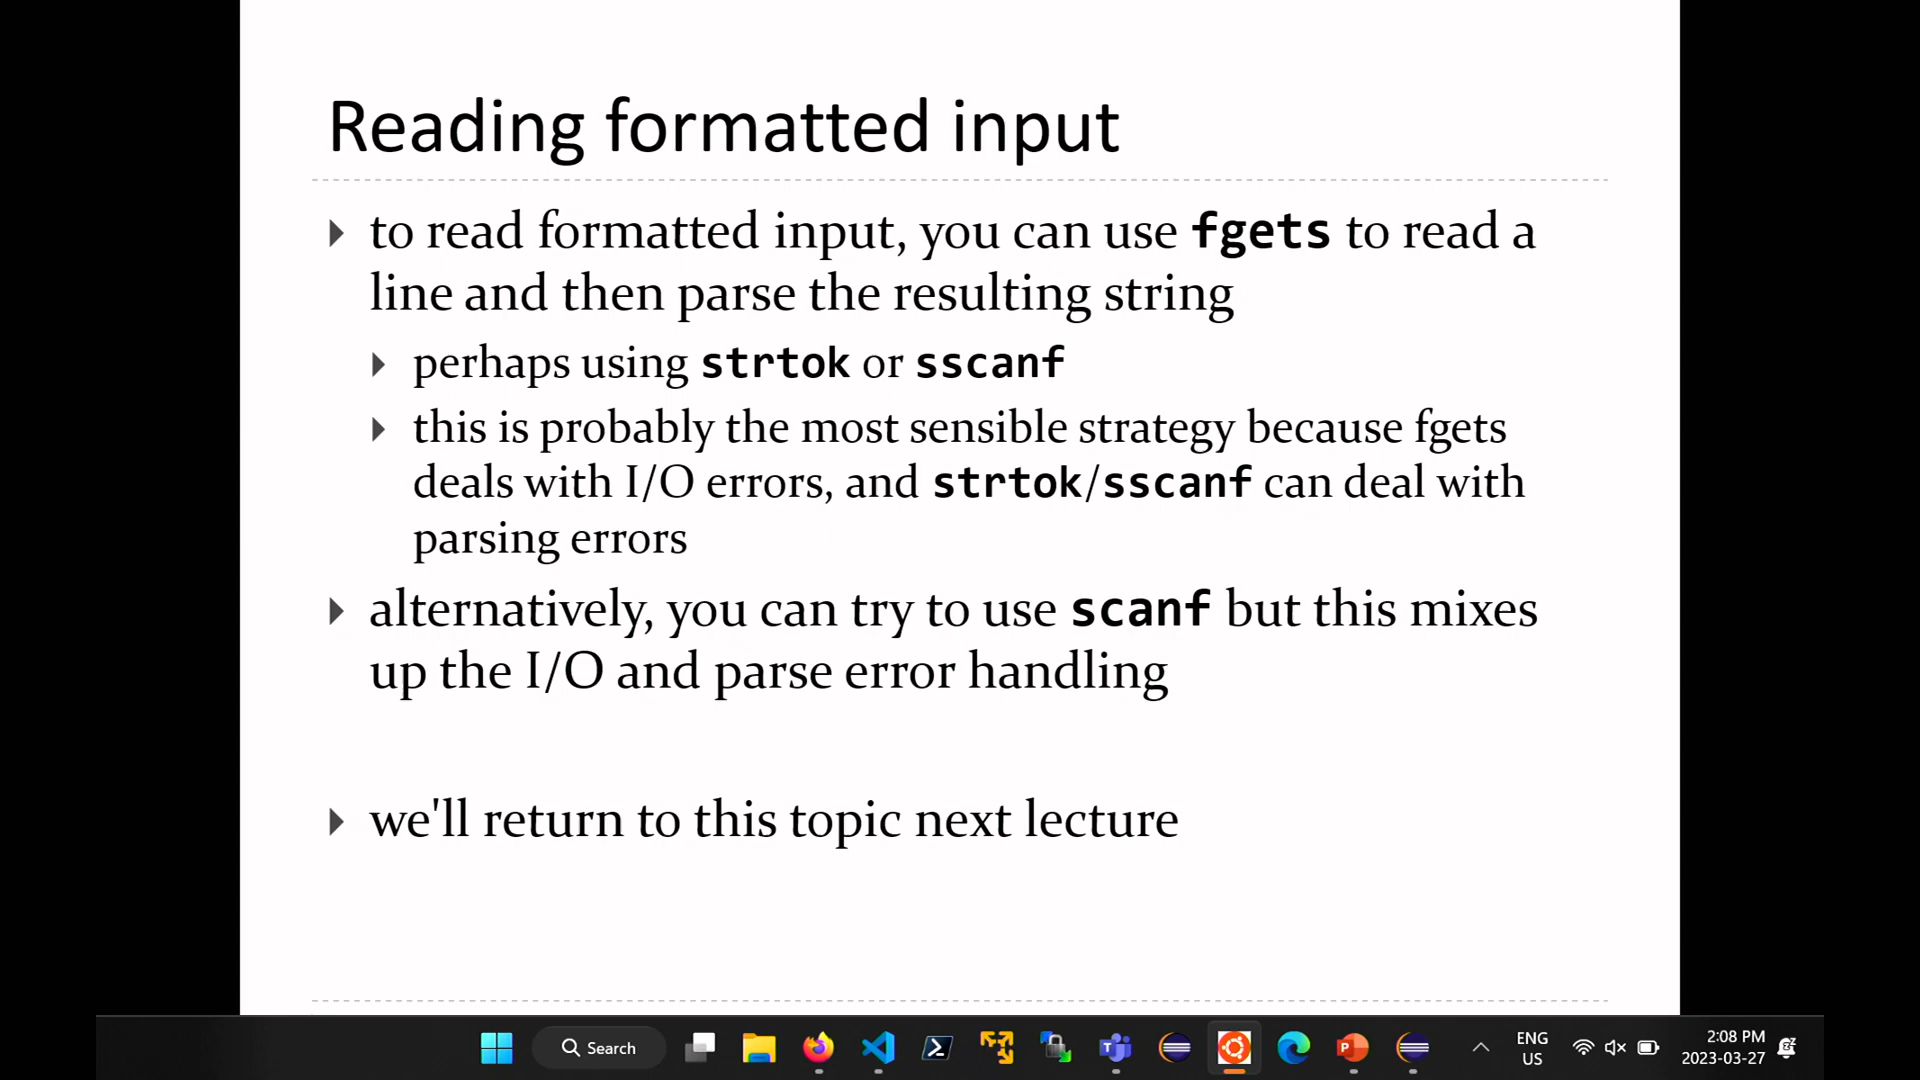 Reading formatted input
to read formatted input, you can use fgets to read a
line and then parse the resulting string
perhaps using strtok or sscanf
this is probably the most sensible strategy because fgets
deals with I/O errors, and strtok/sscanf can deal with
parsing errors
alternatively, you can try to use scanf but this mixes
up the I/O and parse error handling
we'll return to this topic next lecture
Search
ENG
US
2:08 PM
2023-03-27